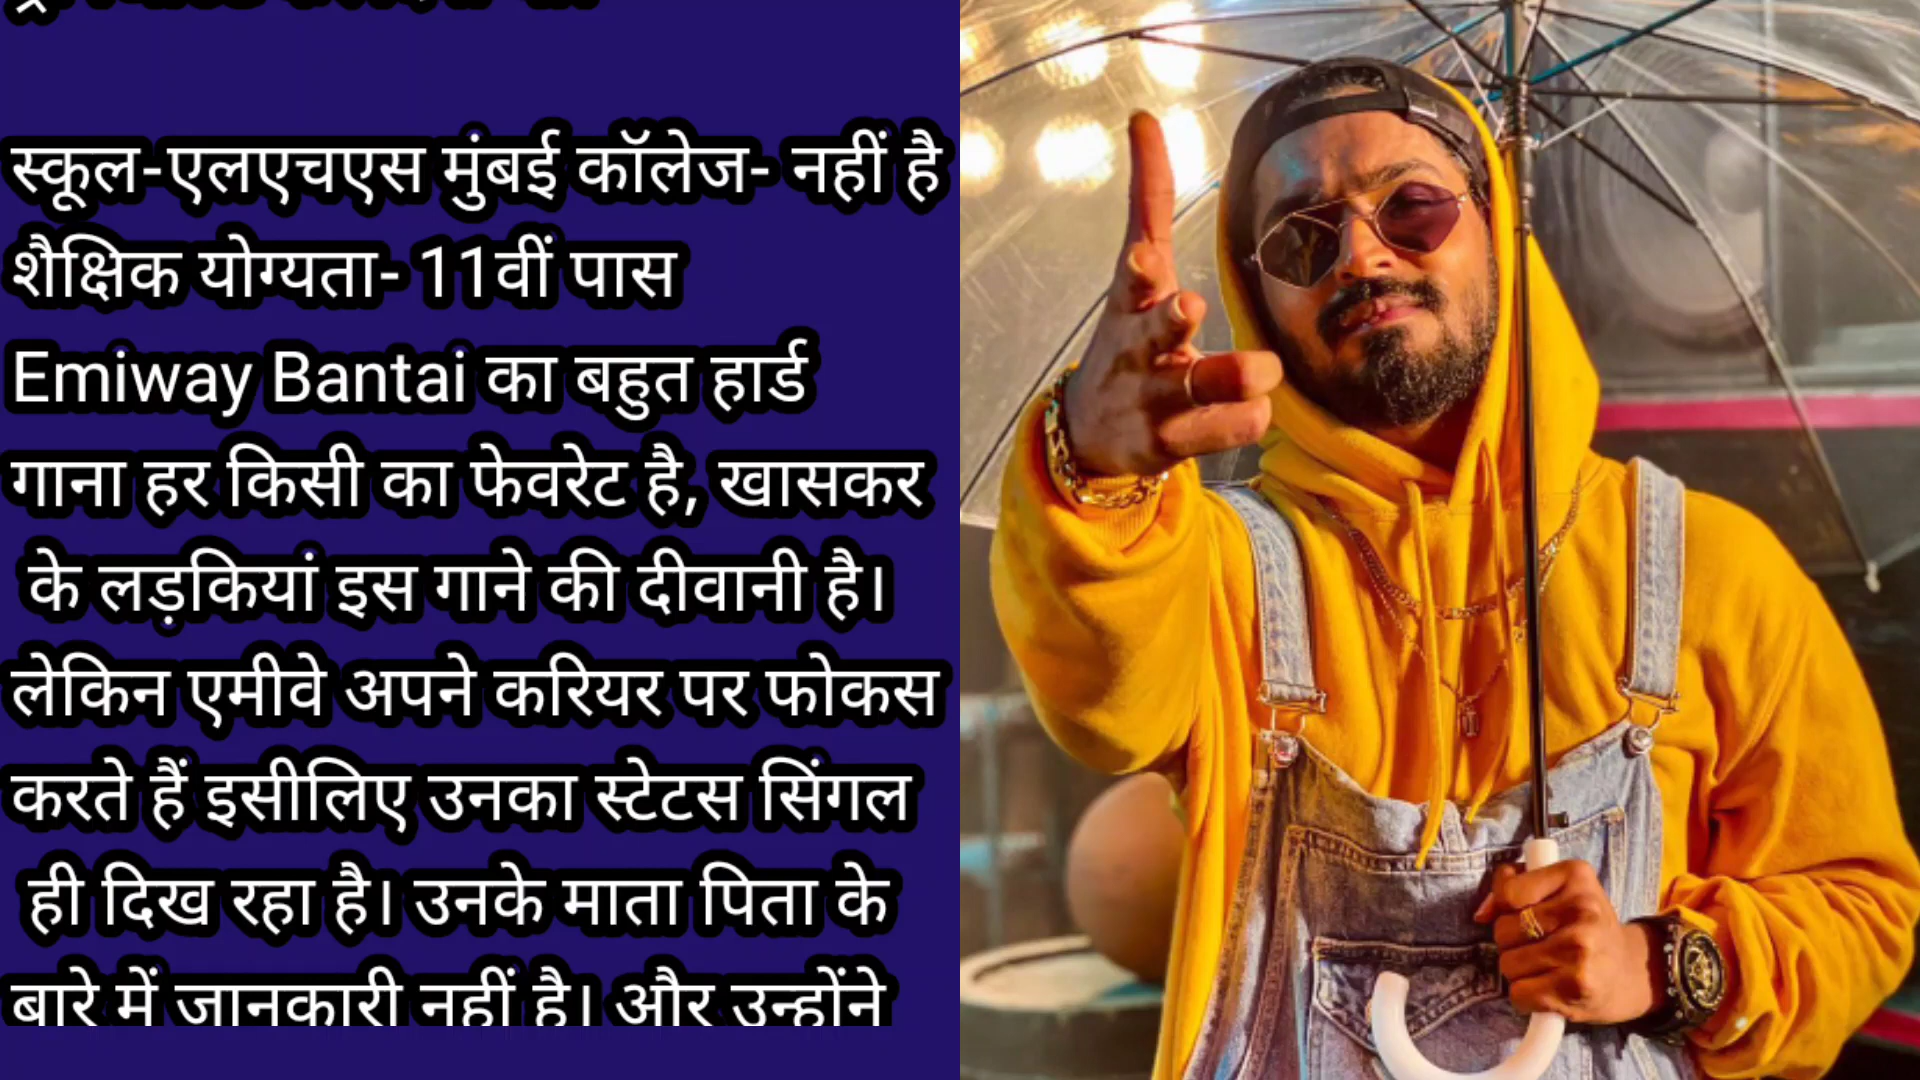 स्कूल-एलएचएस मुंबई कॉलेज- नहीं है
शैक्षिक योग्यता- 11वीं पास
Emiway Bantai का बहुत हार्ड
गाना हर किसी का फेवरेट है, खासकर
के लड़कियां इस गाने की दीवानी है।
लेकिन एमीवे अपने करियर पर फोकस
करते हैं इसीलिए उनका स्टेटस सिंगल
ही दिख रहा है। उनके माता पिता के
बारे में जानकारी नहीं है। और उन्होंने